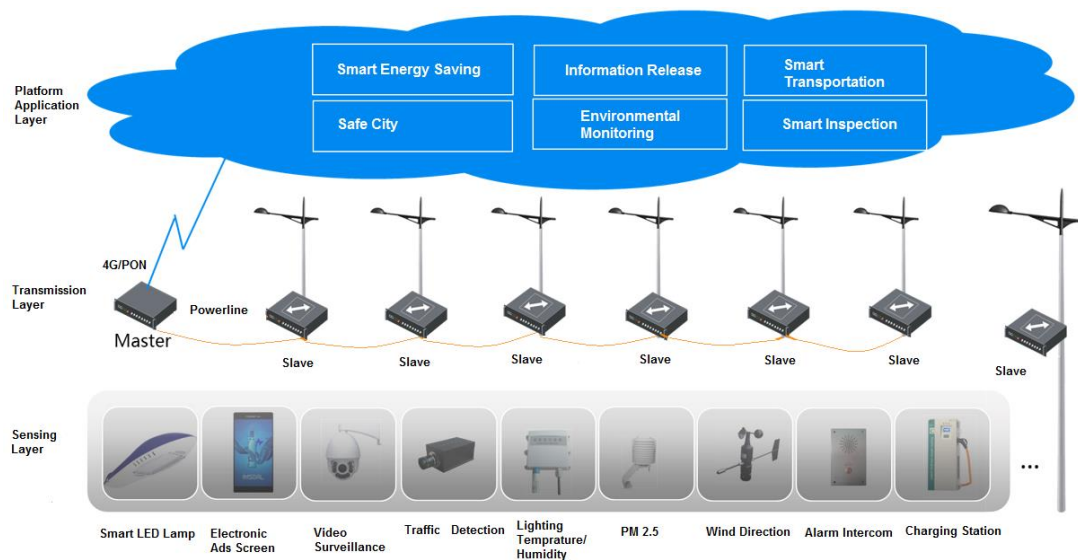 Smart Energy Saving
Information Release
Smart
Transportation
Platform
Application
Layer
Safe City
Environmental
Monitoring
Smart Inspection
4G/PON
Transmission
Layer
Powerline
Master
Slave
Slave
Slave
Slave
Slave
Slave
Slave
Sensing
Layer
...
Smart LED Lamp
Electronic
Ads Screen
Video
Surveillance
Traffic Detection
Lighting
Temprature/
Humidity
PM 2.5
Wind Direction
Alarm Intercom
Charging Station